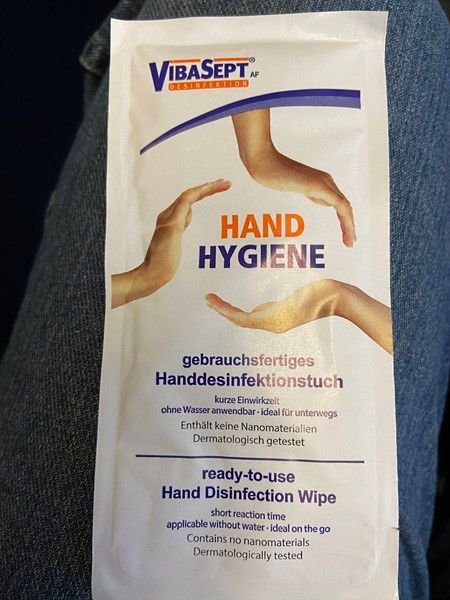 VIBASEPT® AF
DESINFEKTION
HAND
HYGIENE
gebrauchsfertiges
Handdesinfektionstuch
kurze Einwirkzeit
ohne Wasser anwendbar - ideal für unterwegs
Enthält keine Nanomaterialien
Dermatologisch getestet
ready-to-use
Hand Disinfection Wipe
short reaction time
applicable without water - ideal on the go
Contains no nanomaterials
Dermatologically tested